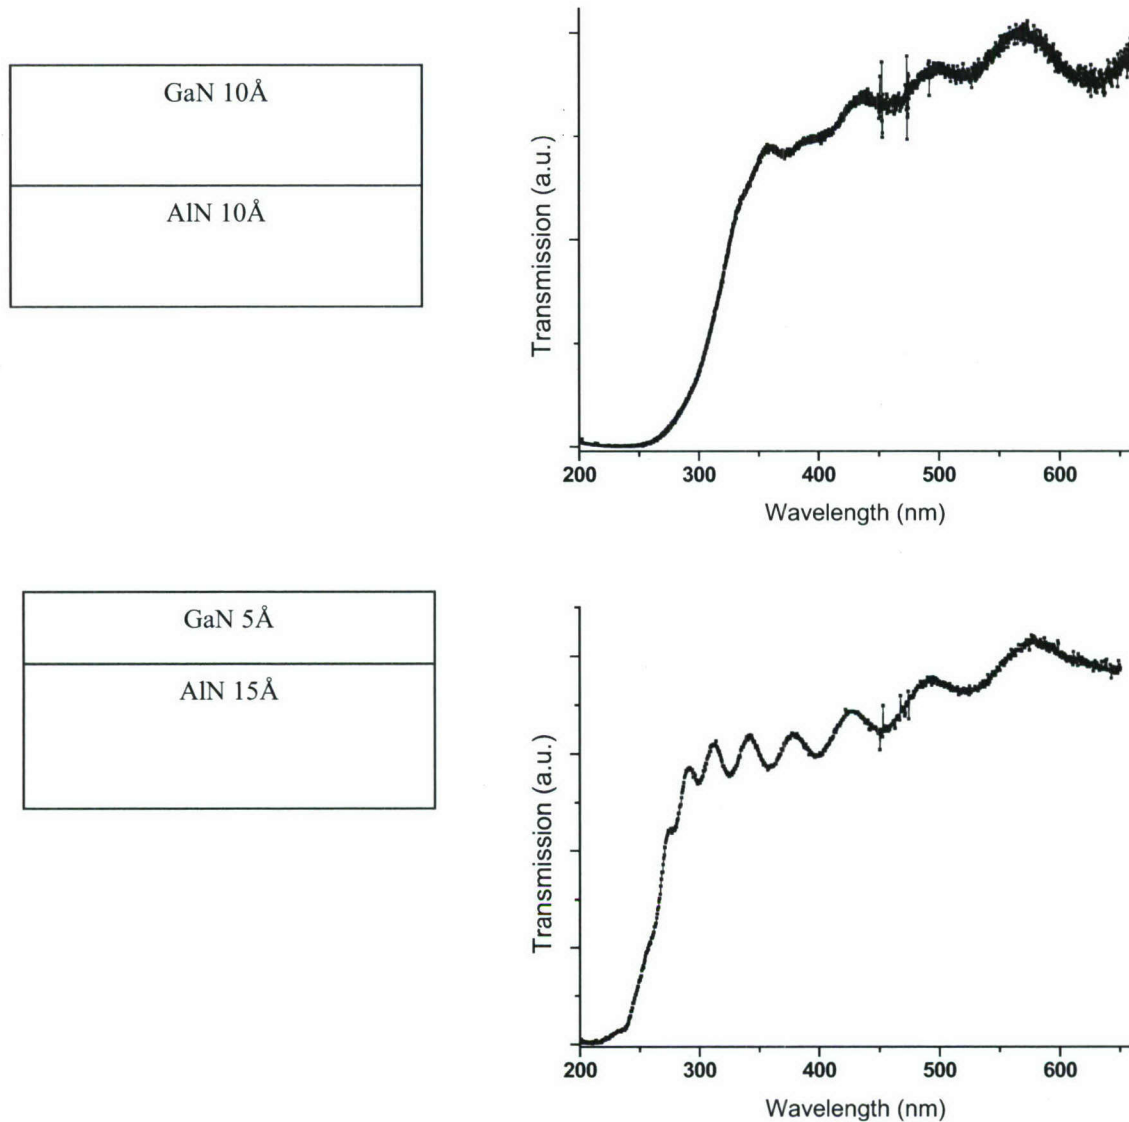 GaN 10Å
AlN 10Å
Transmission (a.u.)
200 300 400 500 600
Wavelength (nm)
GaN 5Å
AlN 15Å
Transmission (a.u.)
200 300 400 500 600
Wavelength (nm)